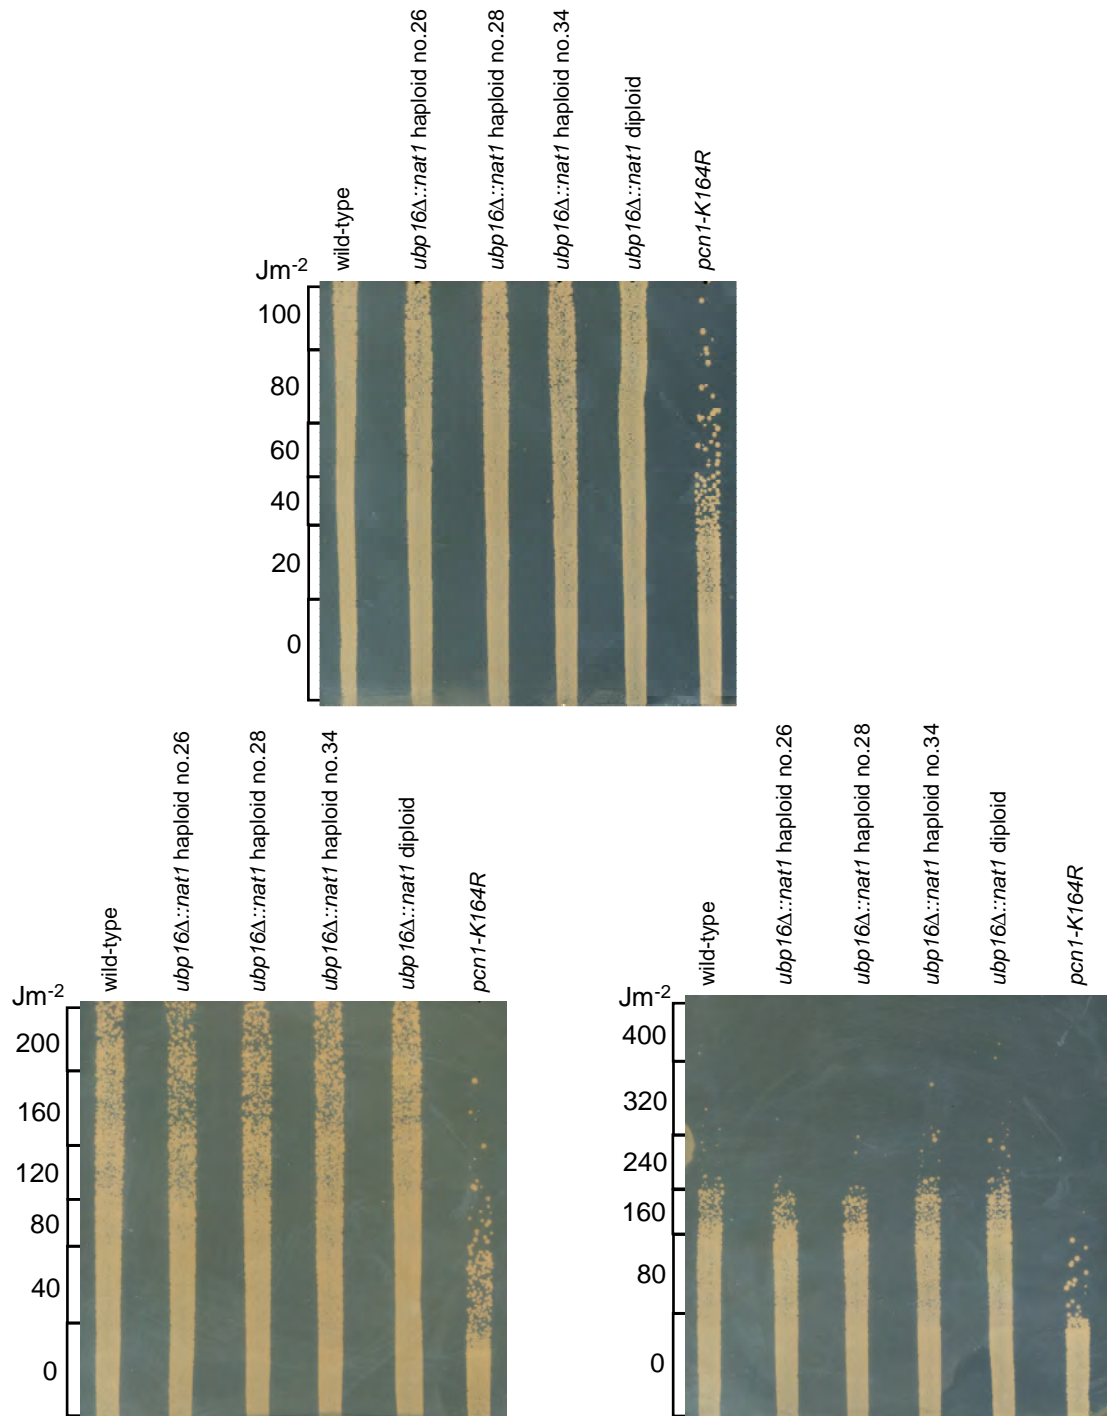 wild-type
ubp16Δ::nat1 haploid no.26
ubp16Δ::nat1 haploid no.28
ubp16Δ::nat1 haploid no.34
ubp16Δ::nat1 diploid
pcn1-K164R
Jm-2
100
80
60
40
20
0
wild-type
ubp16Δ::nat1 haploid no.26
ubp16Δ::nat1 haploid no.28
ubp16Δ::nat1 haploid no.34
ubp16Δ::nat1 diploid
pcn1-K164R
Jm-2
200
160
120
80
40
0
wild-type
ubp16Δ::nat1 haploid no.26
ubp16Δ::nat1 haploid no.28
ubp16Δ::nat1 haploid no.34
ubp16Δ::nat1 diploid
pcn1-K164R
Jm-2
400
320
240
160
80
0